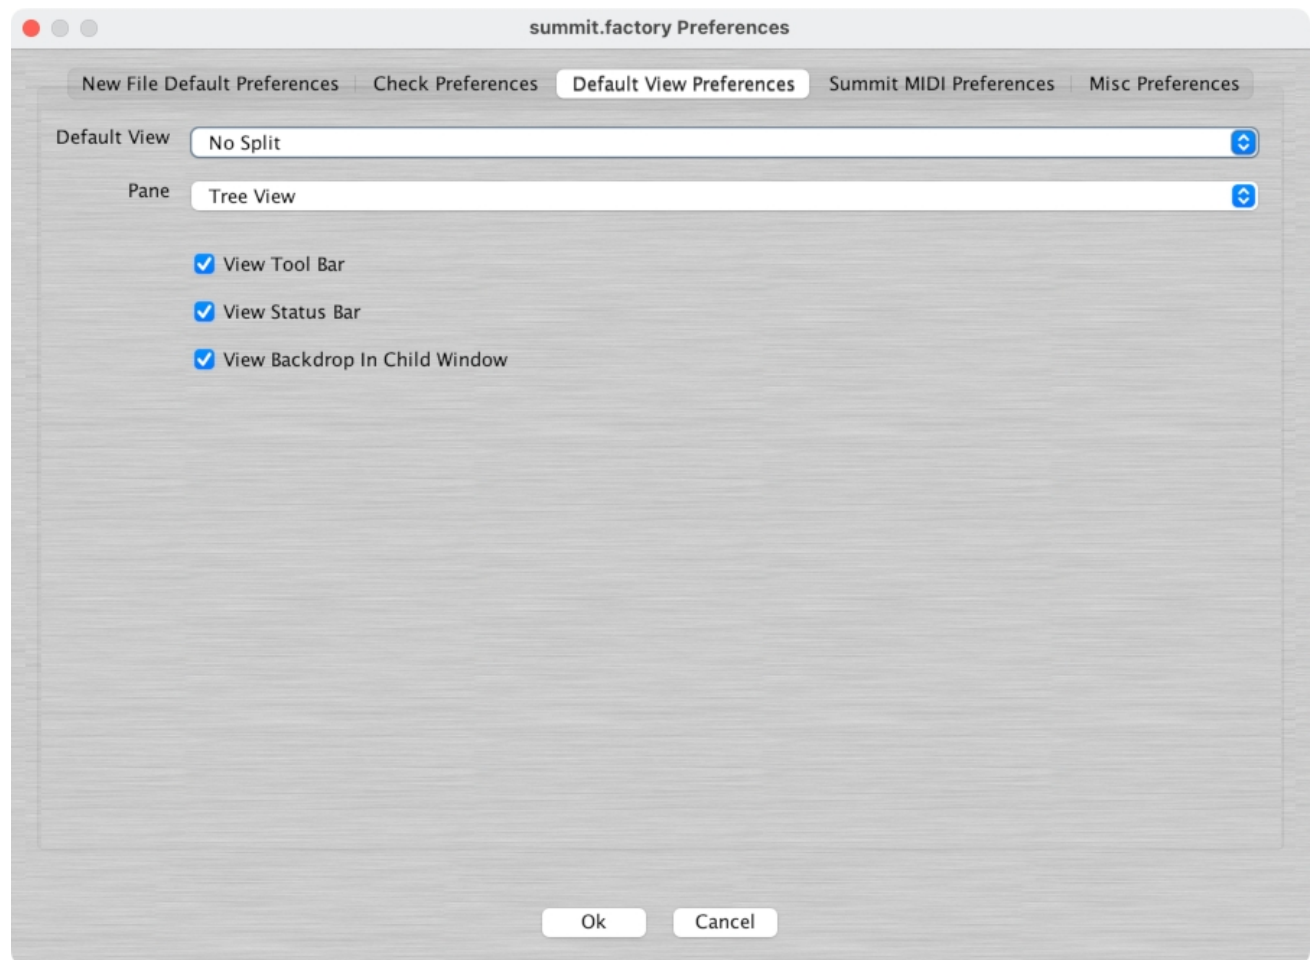 summit.factory Preferences
New File Default Preferences Check Preferences Default View Preferences Summit MIDI Preferences Misc Preferences
Default View No Split
Pane Tree View
View Tool Bar
View Status Bar
View Backdrop In Child Window
Ok Cancel